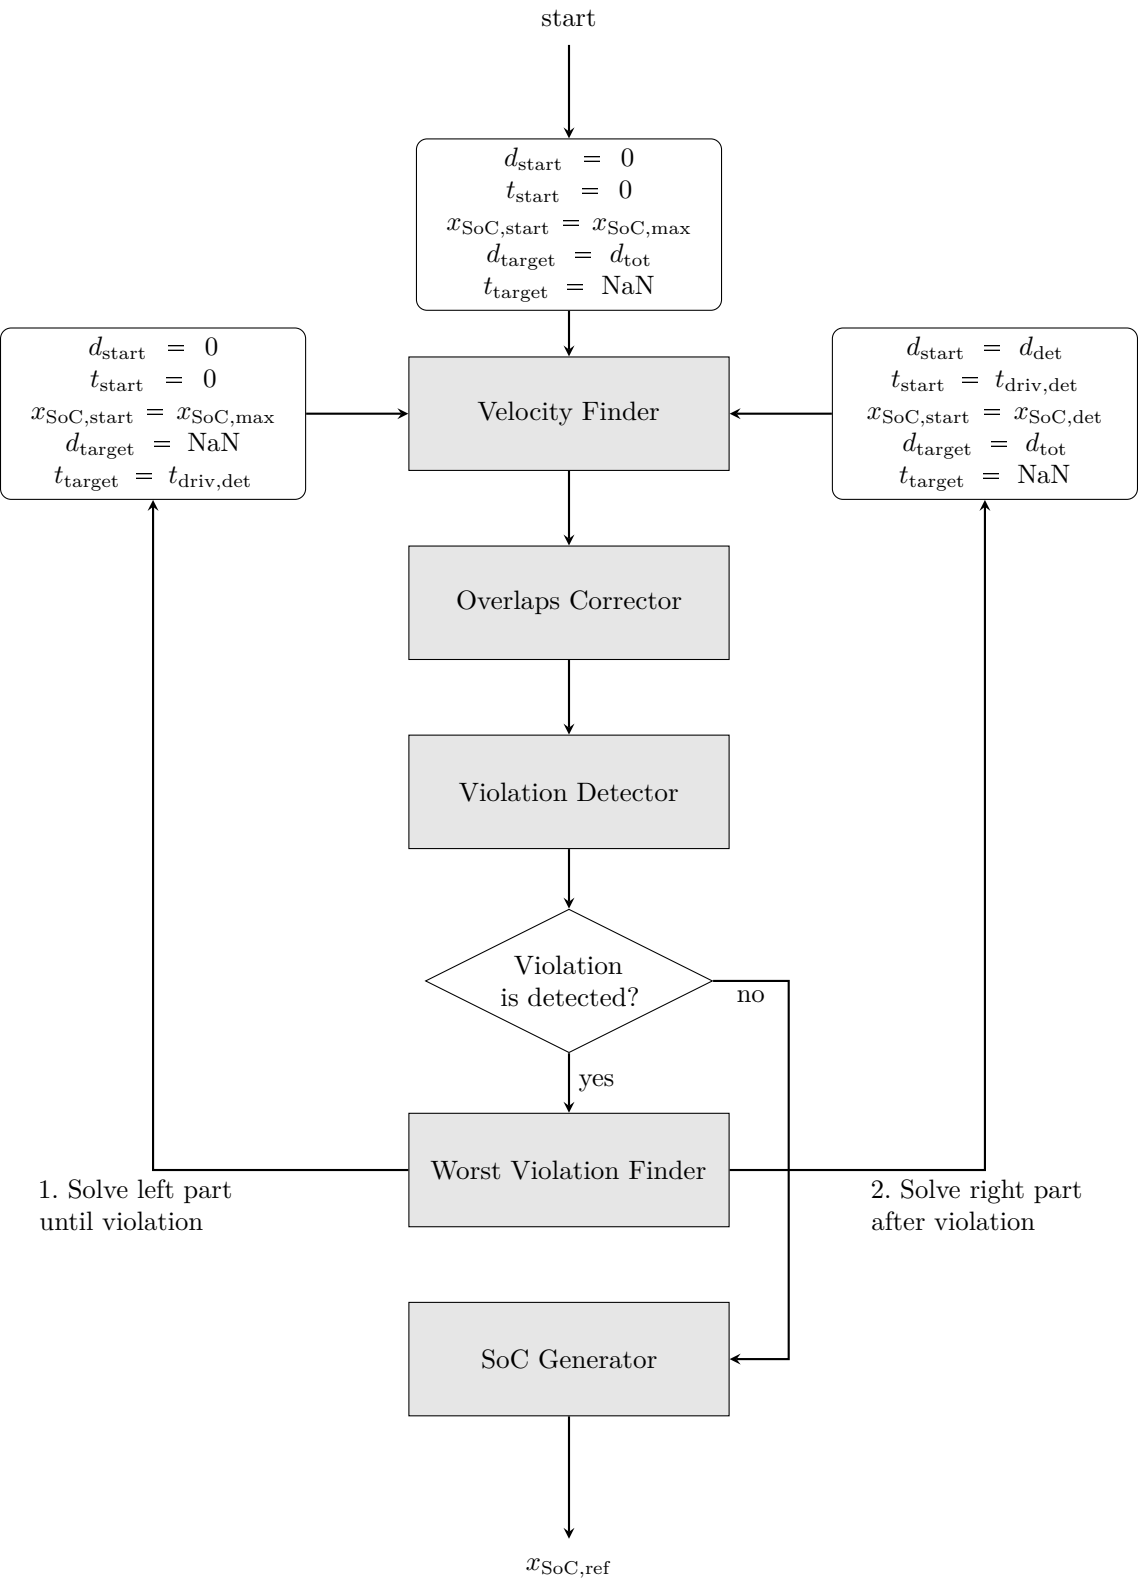 start
d_start = 0
t_start = 0
x_SoC,start = x_SoC,max
d_target = d_tot
t_target = NaN
d_start = 0
t_start = 0
x_SoC,start = x_SoC,max
d_target = NaN
t_target = t_driv,det
Velocity Finder
d_start = d_det
t_start = t_driv,det
x_SoC,start = x_SoC,det
d_target = d_tot
t_target = NaN
Overlaps Corrector
Violation Detector
Violation
is detected?
no
yes
Worst Violation Finder
1. Solve left part
until violation
2. Solve right part
after violation
SoC Generator
x_SoC,ref